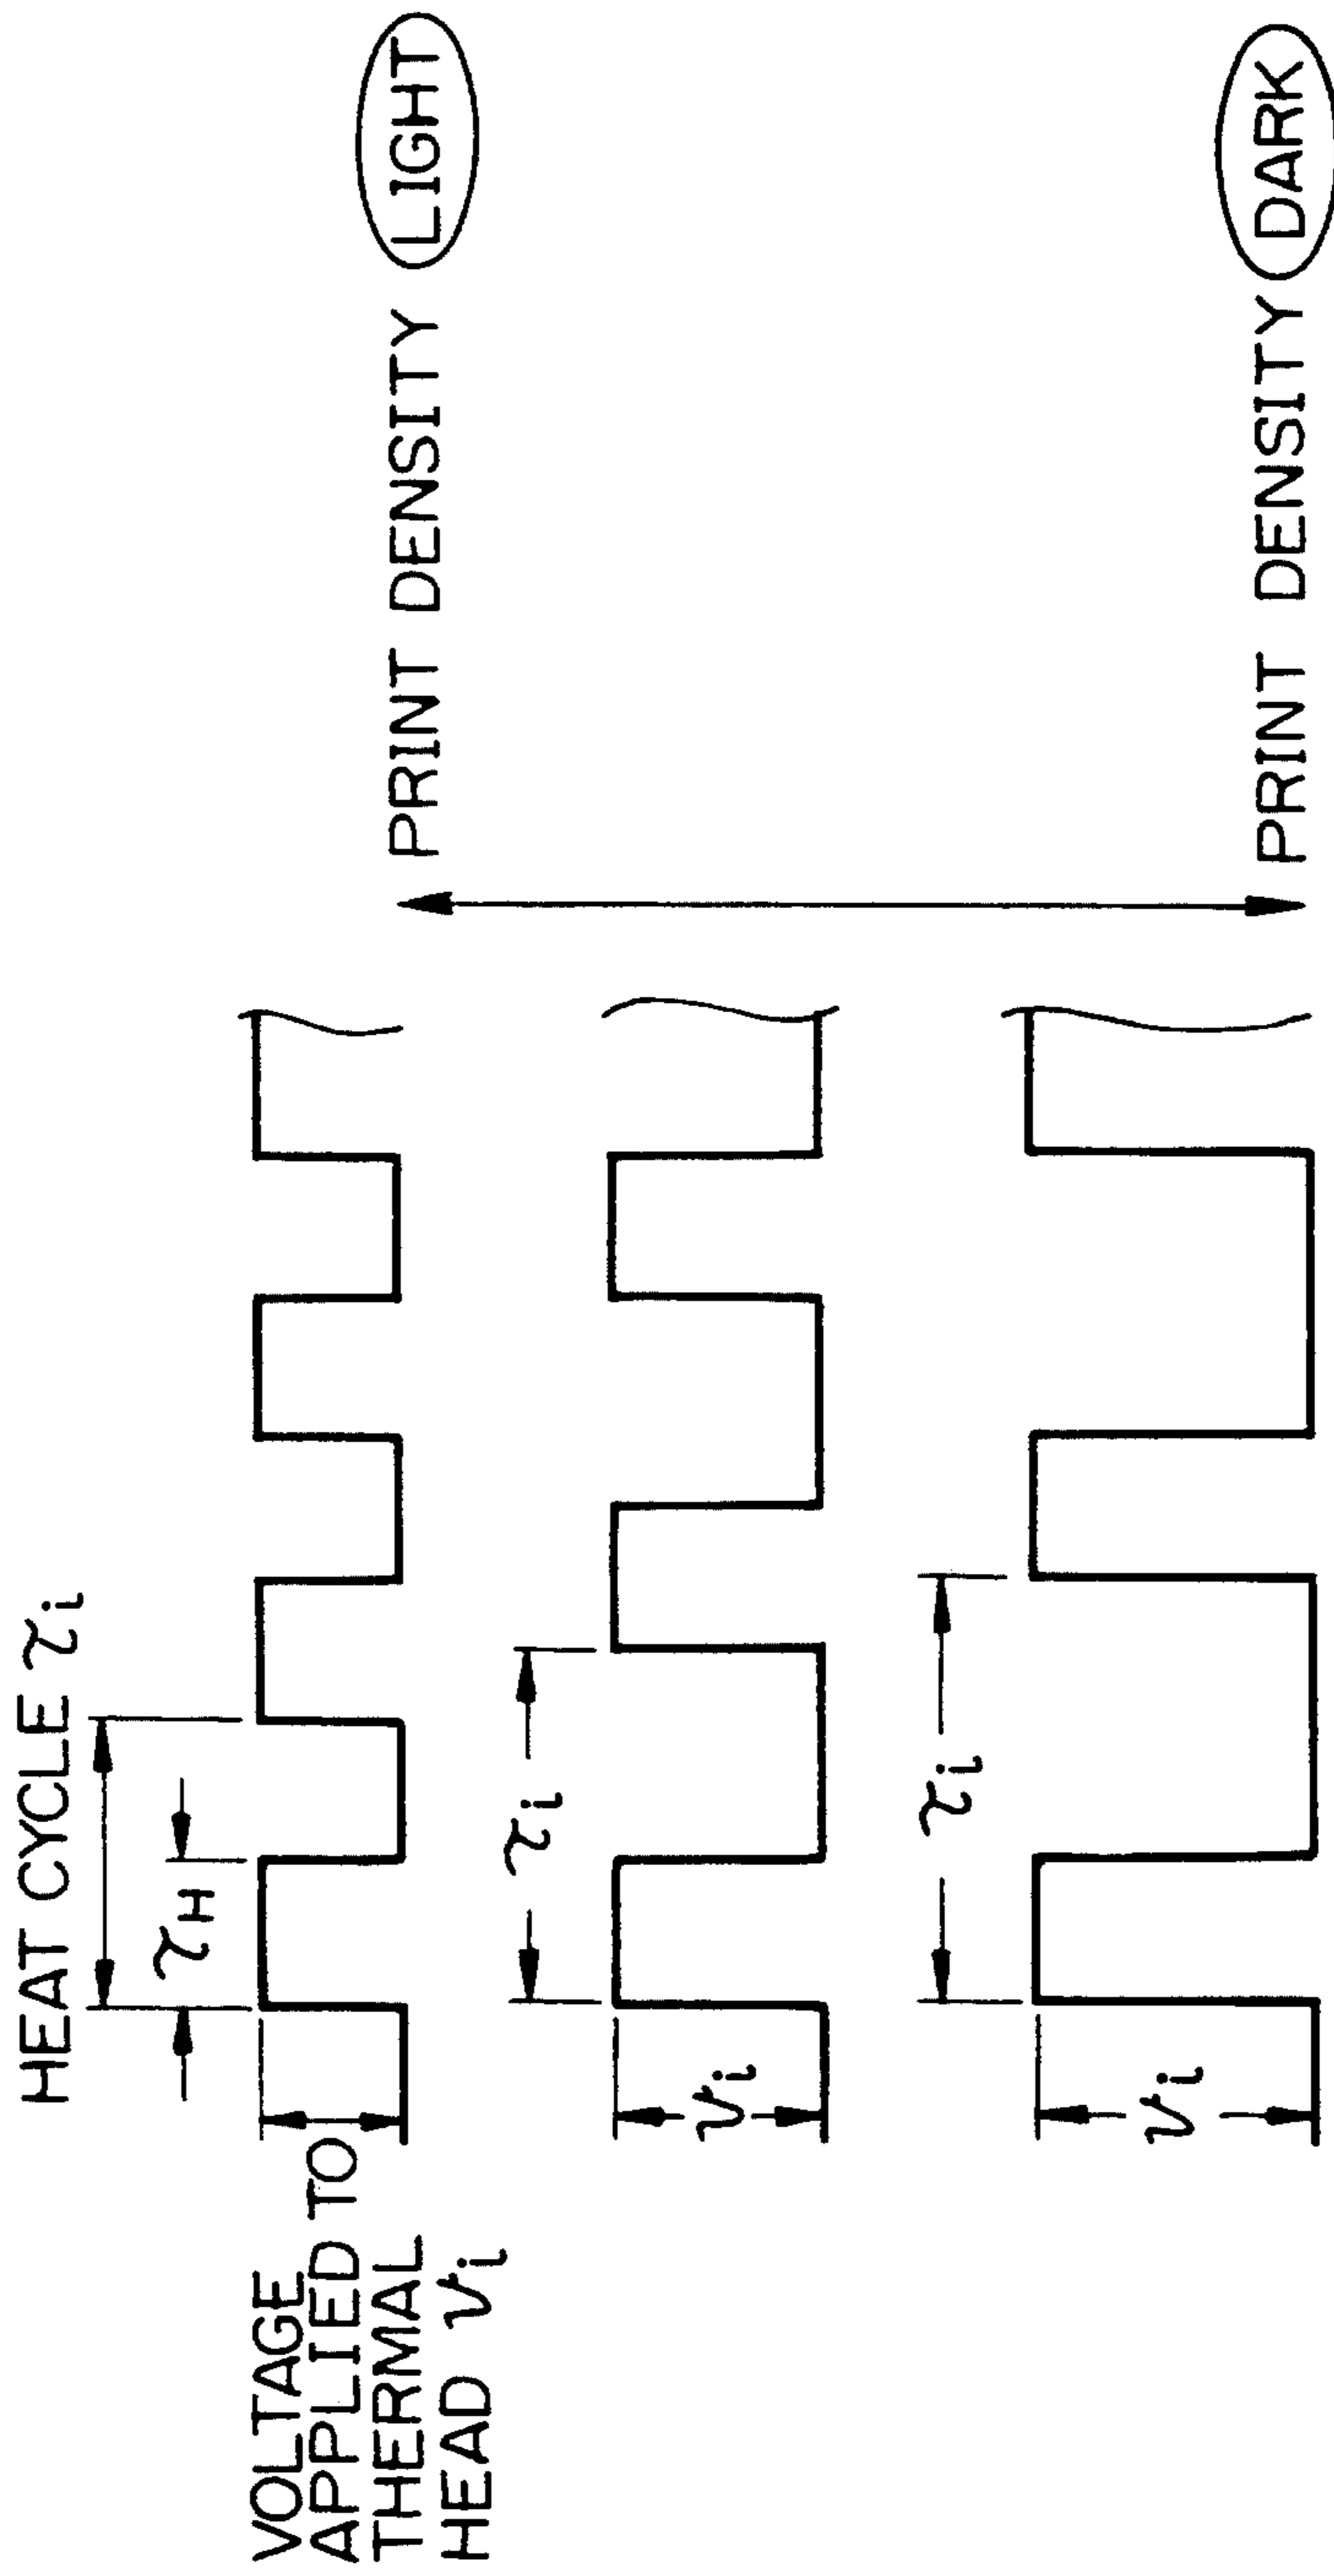 HEAT CYCLE τi
τH
VOLTAGE
APPLIED TO
THERMAL
HEAD νi
PRINT DENSITY LIGHT
τi
νi
τi
νi
PRINT DENSITY DARK